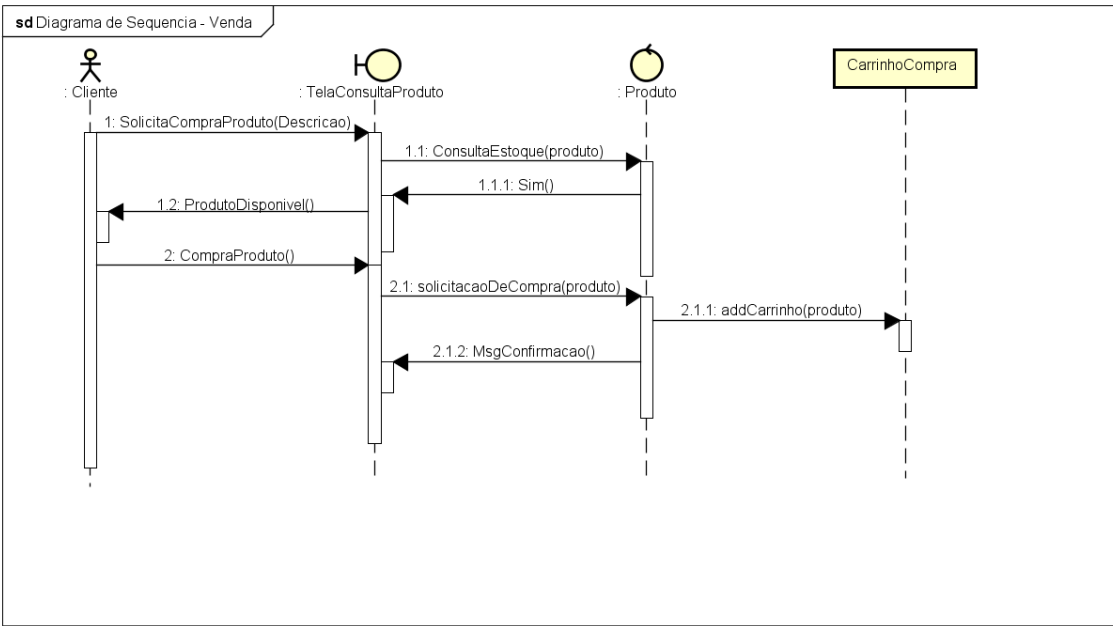 sd Diagrama de Sequencia - Venda
: Cliente
: TelaConsultaProduto
: Produto
CarrinhoCompra
1: SolicitaCompraProduto(Descricao)
1.1: ConsultaEstoque(produto)
1.1.1: Sim()
1.2: ProdutoDisponivel()
2: CompraProduto()
2.1: solicitacaoDeCompra(produto)
2.1.1: addCarrinho(produto)
2.1.2: MsgConfirmacao()